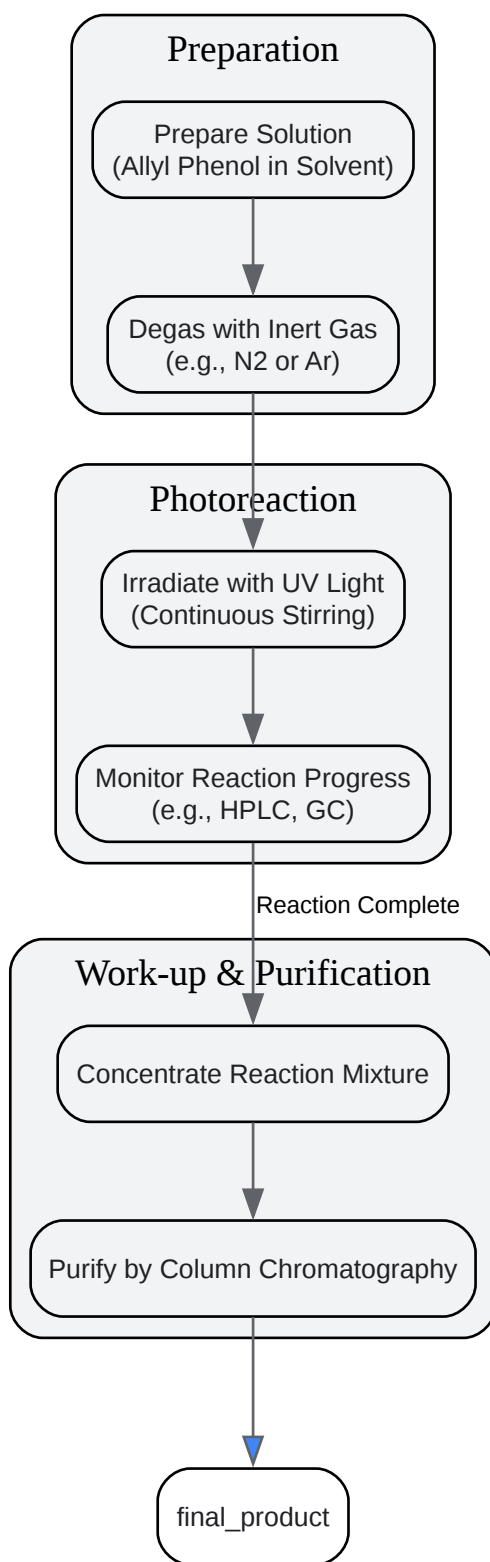 Preparation
Prepare Solution
(Allyl Phenol in Solvent)
Degas with Inert Gas
(e.g., N2 or Ar)
Photoreaction
Irradiate with UV Light
(Continuous Stirring)
Monitor Reaction Progress
(e.g., HPLC, GC)
Reaction Complete
Work-up & Purification
Concentrate Reaction Mixture
Purify by Column Chromatography
final_product